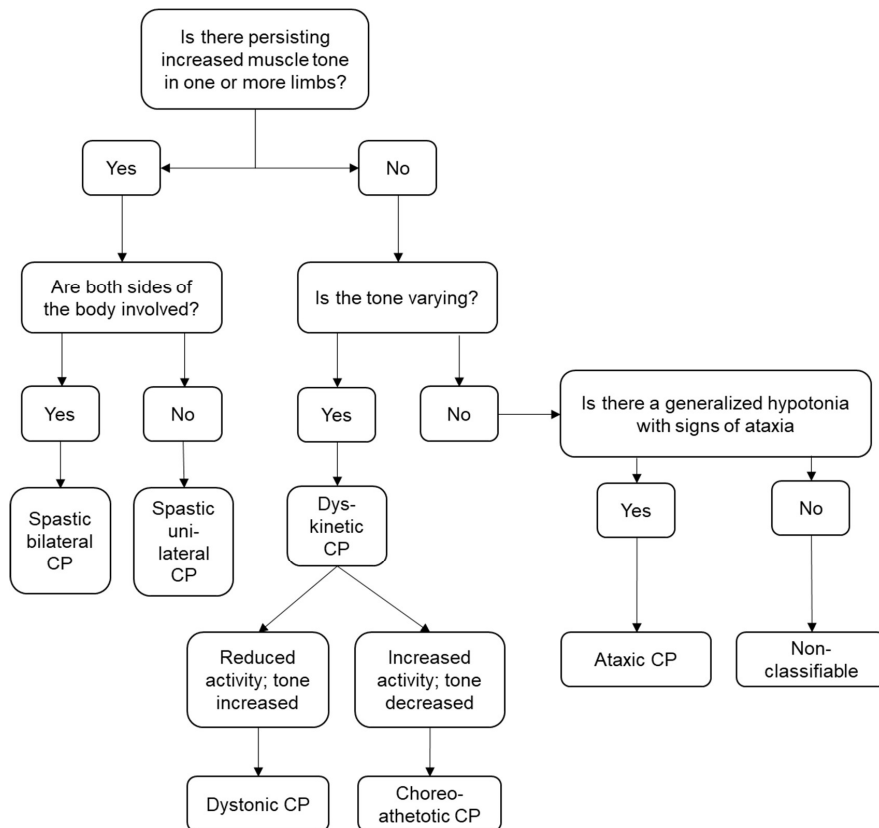 Is there persisting
increased muscle tone
in one or more limbs?
Yes
No
Are both sides of
the body involved?
Is the tone varying?
Yes
No
Yes
No
Is there a generalized hypotonia
with signs of ataxia
Yes
No
Spastic
bilateral
CP
Spastic
uni-
lateral
CP
Dys-
kinetic
CP
Reduced
activity; tone
increased
Increased
activity; tone
decreased
Ataxic CP
Non-
classifiable
Dystonic CP
Choreo-
athetotic CP